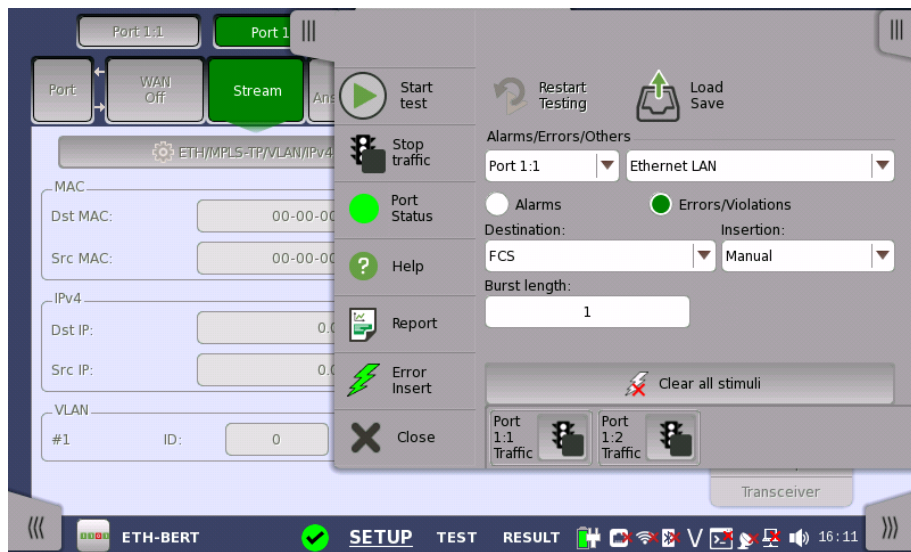 Port 1:1
Port 1
Port
WAN
Off
Stream
Ans
ETH/MPLS-TP/VLAN/IPv4
MAC
Dst MAC:
00-00-00
Src MAC:
00-00-00
IPv4
Dst IP:
0.0
Src IP:
0.0
VLAN
#1
ID:
0
Start
test
Stop
traffic
Port
Status
? Help
Report
Error
Insert
Close
Restart
Testing
Load
Save
Alarms/Errors/Others
Port 1:1
Ethernet LAN
Alarms
Errors/Violations
Destination:
Insertion:
FCS
Manual
Burst length:
1
Clear all stimuli
Port
1:1
Traffic
Port
1:2
Traffic
Transceiver
ETH-BERT
SETUP TEST RESULT
V
16:11